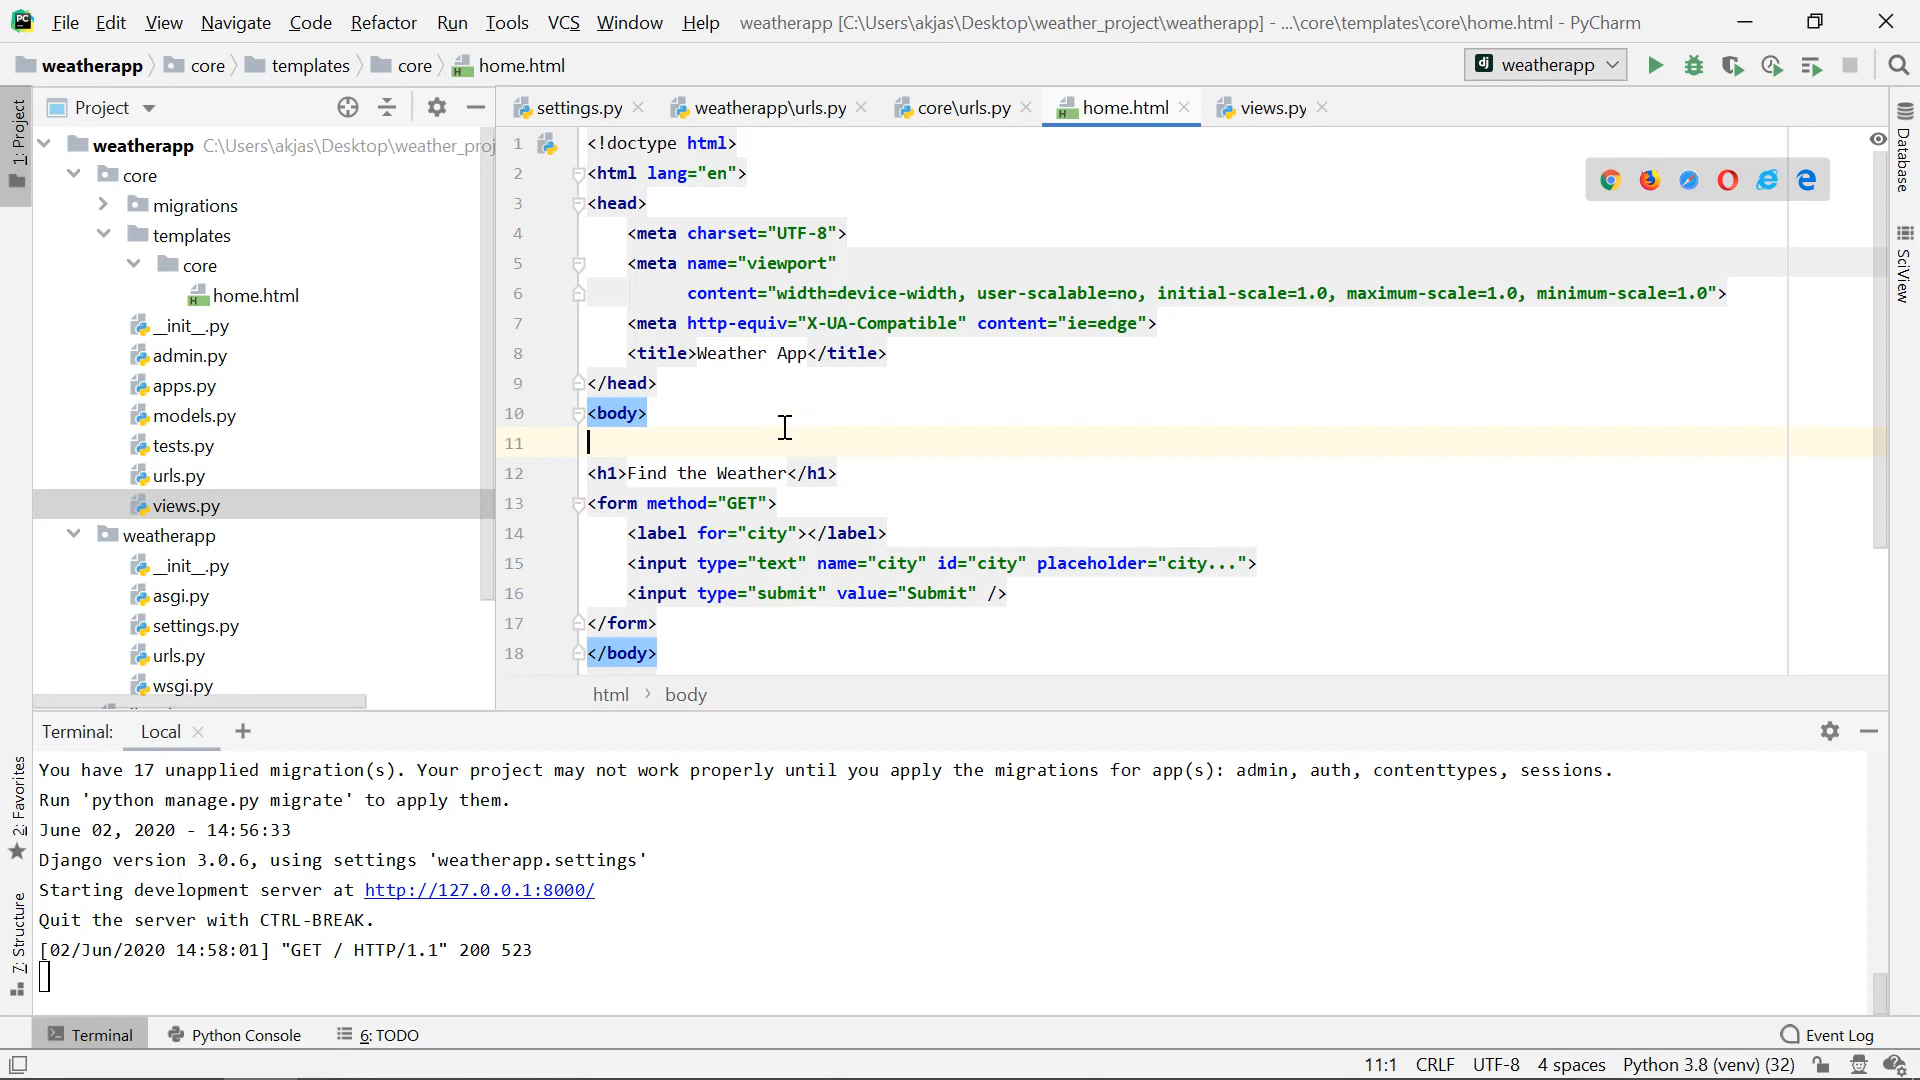 File Edit View Navigate Code Refactor Run Tools VCS Window Help weatherapp [C:\Users\akjas\Desktop\weather_project\weatherapp] - ...\core\templates\core\home.html - PyCharm
weatherapp core templates core home.html
dj weatherapp
1: Project
Project
settings.py weatherapp\urls.py core\urls.py home.html views.py
weatherapp C:\Users\akjas\Desktop\weather_proj
core
migrations
templates
core
home.html
__init__.py
admin.py
apps.py
models.py
tests.py
urls.py
views.py
weatherapp
__init__.py
asgi.py
settings.py
urls.py
wsgi.py
1 <!doctype html>
2 <html lang="en">
3 <head>
4 <meta charset="UTF-8">
5 <meta name="viewport"
6 content="width=device-width, user-scalable=no, initial-scale=1.0, maximum-scale=1.0, minimum-scale=1.0">
7 <meta http-equiv="X-UA-Compatible" content="ie=edge">
8 <title>Weather App</title>
9 </head>
10 <body>
11
12 <h1>Find the Weather</h1>
13 <form method="GET">
14 <label for="city"></label>
15 <input type="text" name="city" id="city" placeholder="city...">
16 <input type="submit" value="Submit" />
17 </form>
18 </body>
html › body
Database
SciView
Terminal: Local
You have 17 unapplied migration(s). Your project may not work properly until you apply the migrations for app(s): admin, auth, contenttypes, sessions.
Run 'python manage.py migrate' to apply them.
June 02, 2020 - 14:56:33
Django version 3.0.6, using settings 'weatherapp.settings'
Starting development server at http://127.0.0.1:8000/
Quit the server with CTRL-BREAK.
[02/Jun/2020 14:58:01] "GET / HTTP/1.1" 200 523
2: Favorites
7: Structure
Terminal Python Console 6: TODO Event Log
11:1 CRLF UTF-8 4 spaces Python 3.8 (venv) (32)